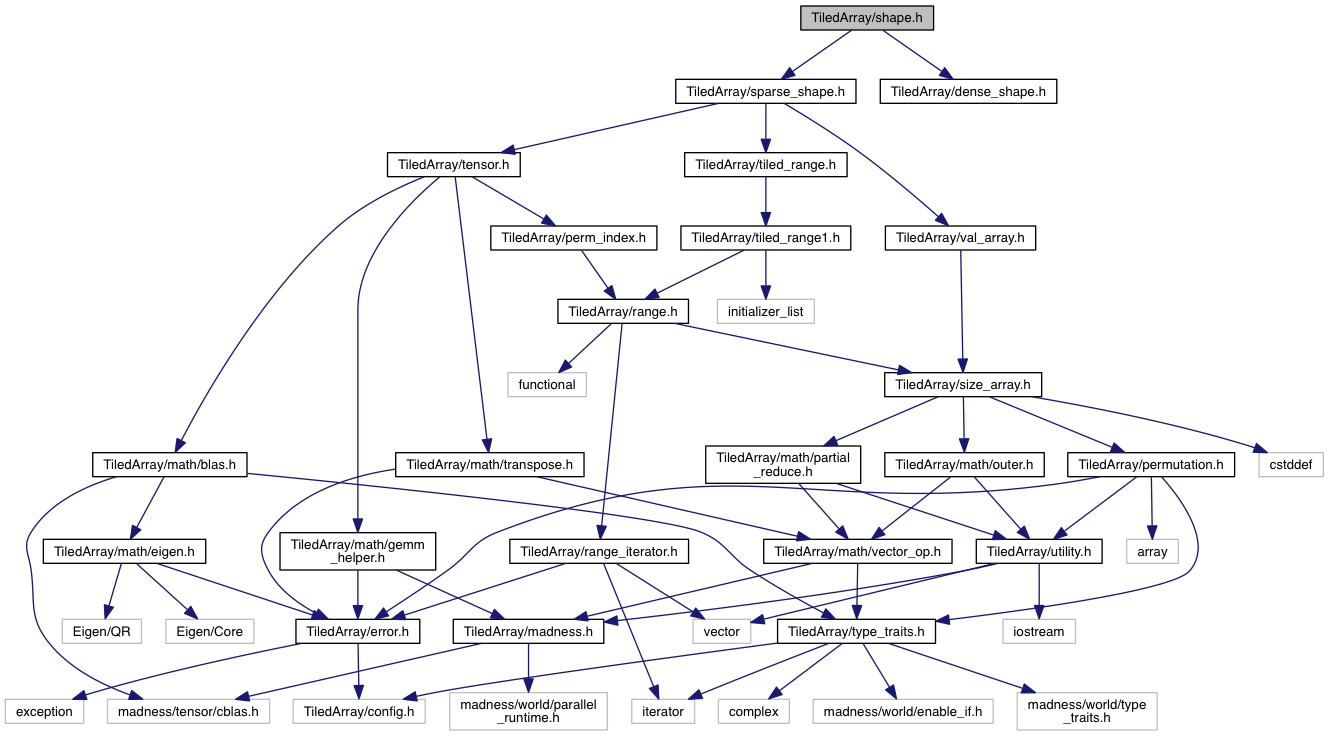 TiledArray/shape.h
TiledArray/sparse_shape.h
TiledArray/dense_shape.h
TiledArray/tensor.h
TiledArray/tiled_range.h
TiledArray/perm_index.h
TiledArray/tiled_range1.h
TiledArray/val_array.h
TiledArray/range.h
initializer_list
functional
TiledArray/size_array.h
TiledArray/math/blas.h
TiledArray/math/transpose.h
TiledArray/math/partial
_reduce.h
TiledArray/math/outer.h
TiledArray/permutation.h
cstddef
TiledArray/math/eigen.h
TiledArray/math/gemm
_helper.h
TiledArray/range_iterator.h
TiledArray/math/vector_op.h
TiledArray/utility.h
array
Eigen/QR
Eigen/Core
TiledArray/error.h
TiledArray/madness.h
vector
TiledArray/type_traits.h
iostream
exception
madness/tensor/cblas.h
TiledArray/config.h
madness/world/parallel
_runtime.h
iterator
complex
madness/world/enable_if.h
madness/world/type
_traits.h